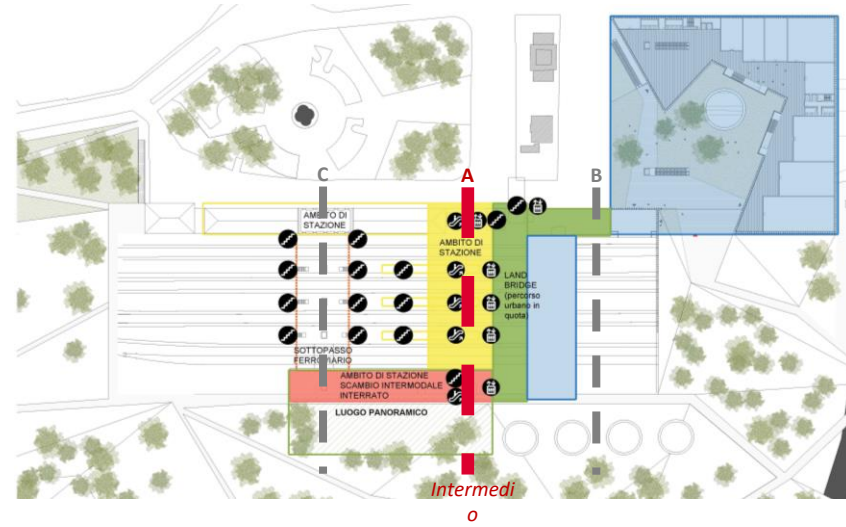 C
A
B
AMBITO DI
STAZIONE
AMBITO DI
STAZIONE
LAND
BRIDGE
(percorso
urbano in
quota)
SOTTOPASSO
FERROVIARIO
AMBITO DI STAZIONE
SCAMBIO INTERMODALE
INTERRATO
LUOGO PANORAMICO
Intermedi
o